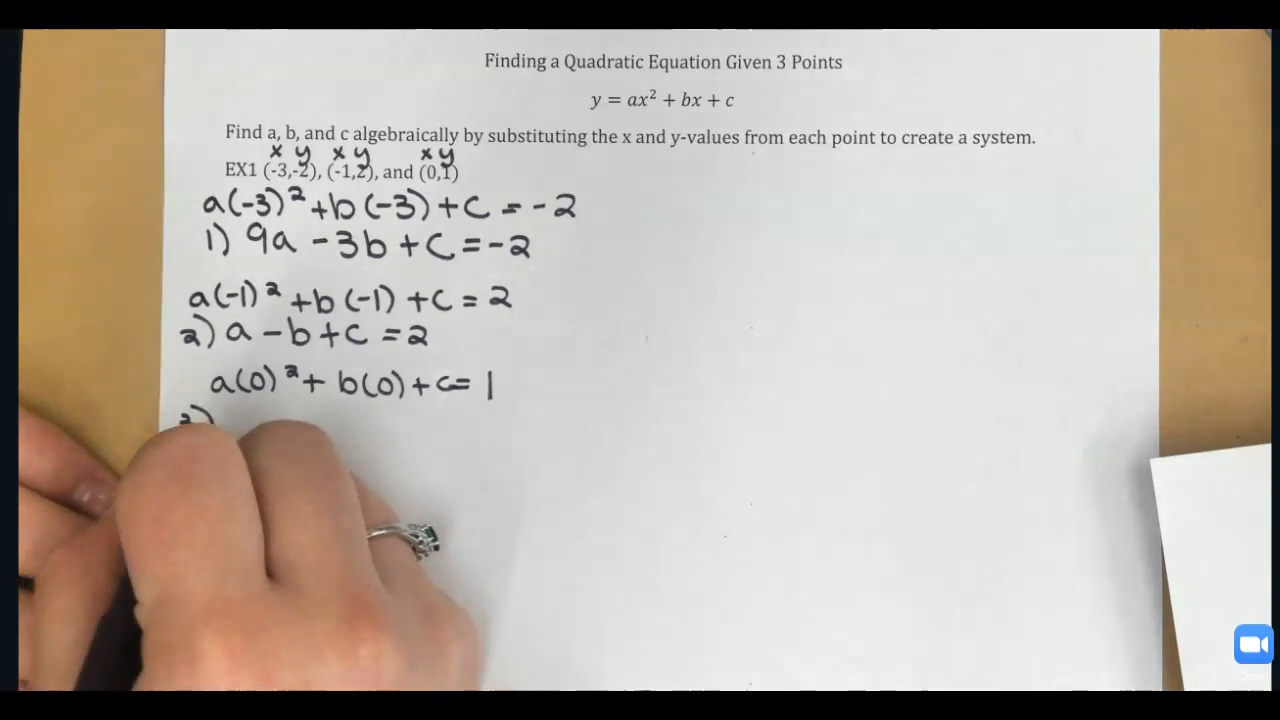 Finding a Quadratic Equation Given 3 Points
y = ax² + bx + c
Find a, b, and c algebraically by substituting the x and y-values from each point to create a system.
x y x y x y
EX1 (-3,-2), (-1,2), and (0,1)
a(-3)² + b(-3) + c = -2
1) 9a - 3b + c = -2
a(-1)² + b(-1) + c = 2
2) a - b + c = 2
a(0)² + b(0) + c = 1